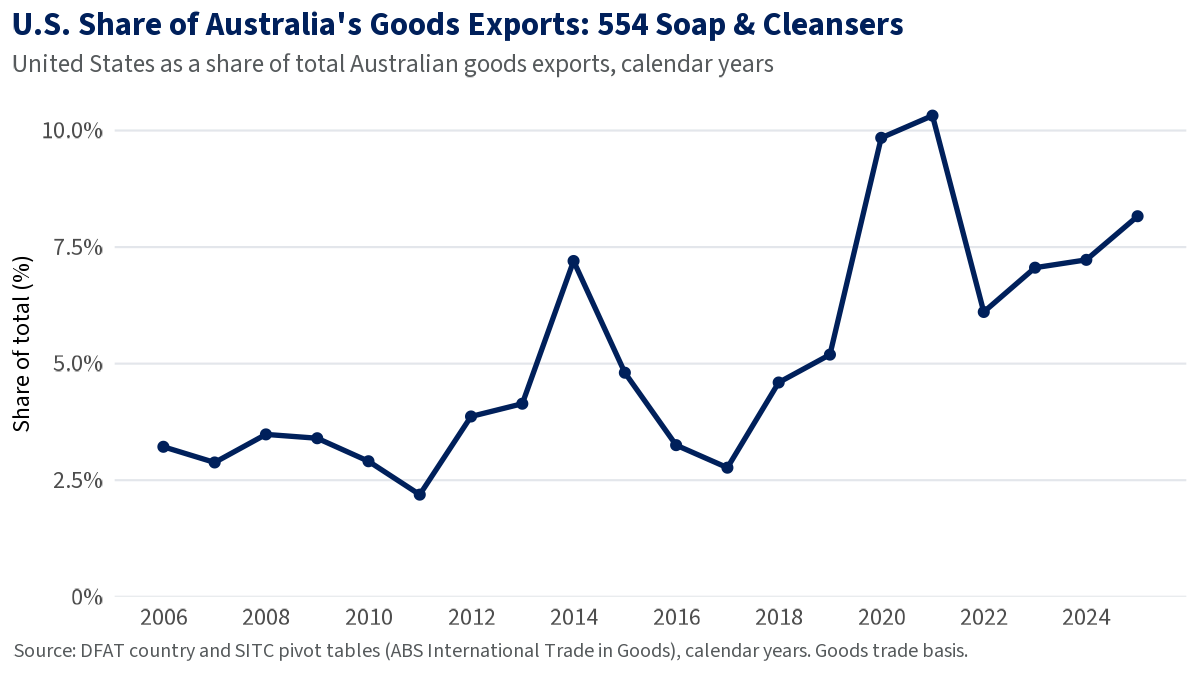 U.S. Share of Australia's Goods Exports: 554 Soap & Cleansers
United States as a share of total Australian goods exports, calendar years
Share of total (%)
10.0%
7.5%
5.0%
2.5%
0%
2006 2008 2010 2012 2014 2016 2018 2020 2022 2024
Source: DFAT country and SITC pivot tables (ABS International Trade in Goods), calendar years. Goods trade basis.